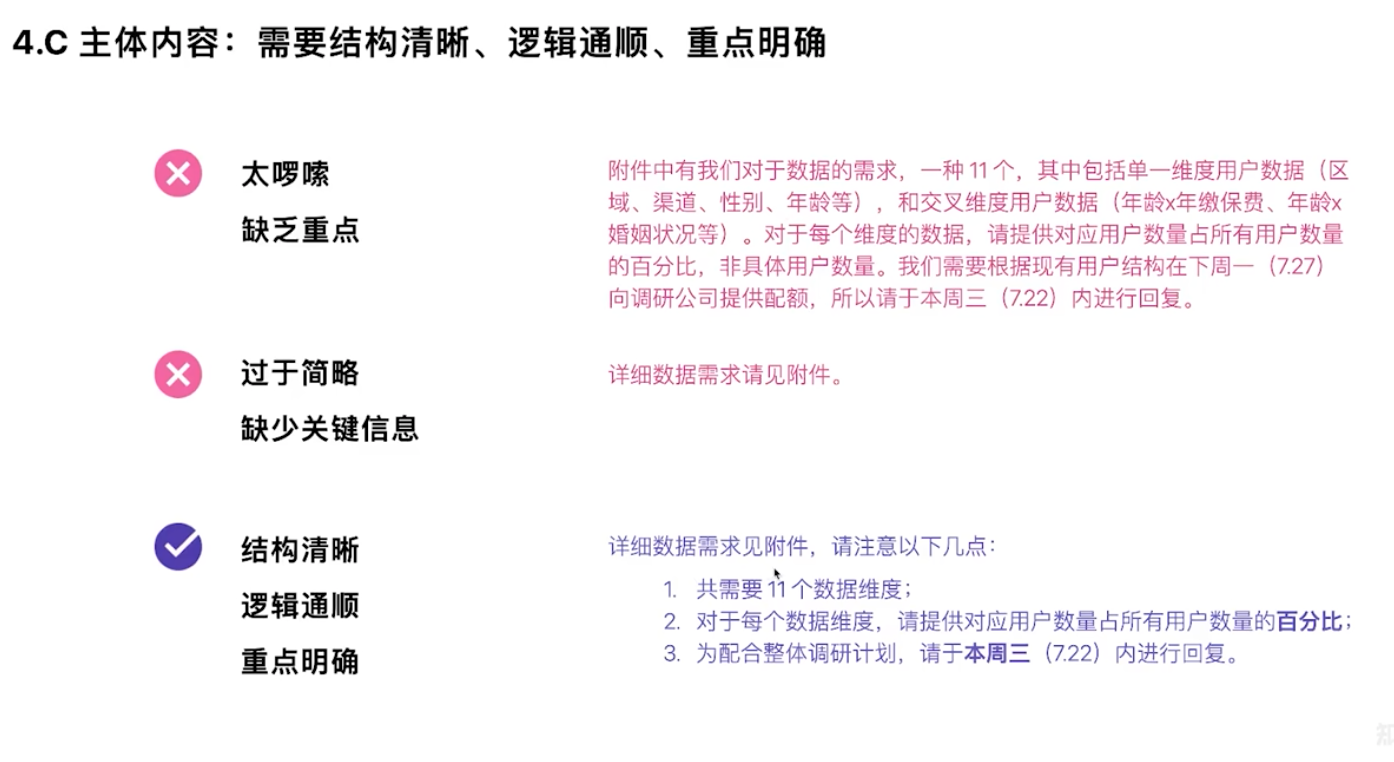 4.C 主体内容：需要结构清晰、逻辑通顺、重点明确
太啰嗦
缺乏重点
附件中有我们对于数据的需求，一种 11 个，其中包括单一维度用户数据（区
域、渠道、性别、年龄等），和交叉维度用户数据（年龄x年缴保费、年龄x
婚姻状况等）。对于每个维度的数据，请提供对应用户数量占所有用户数量
的百分比，非具体用户数量。我们需要根据现有用户结构在下周一（7.27）
向调研公司提供配额，所以请于本周三（7.22）内进行回复。
过于简略
缺少关键信息
详细数据需求请见附件。
结构清晰
逻辑通顺
重点明确
详细数据需求见附件，请注意以下几点：
1. 共需要 11 个数据维度；
2. 对于每个数据维度，请提供对应用户数量占所有用户数量的百分比；
3. 为配合整体调研计划，请于本周三（7.22）内进行回复。
知